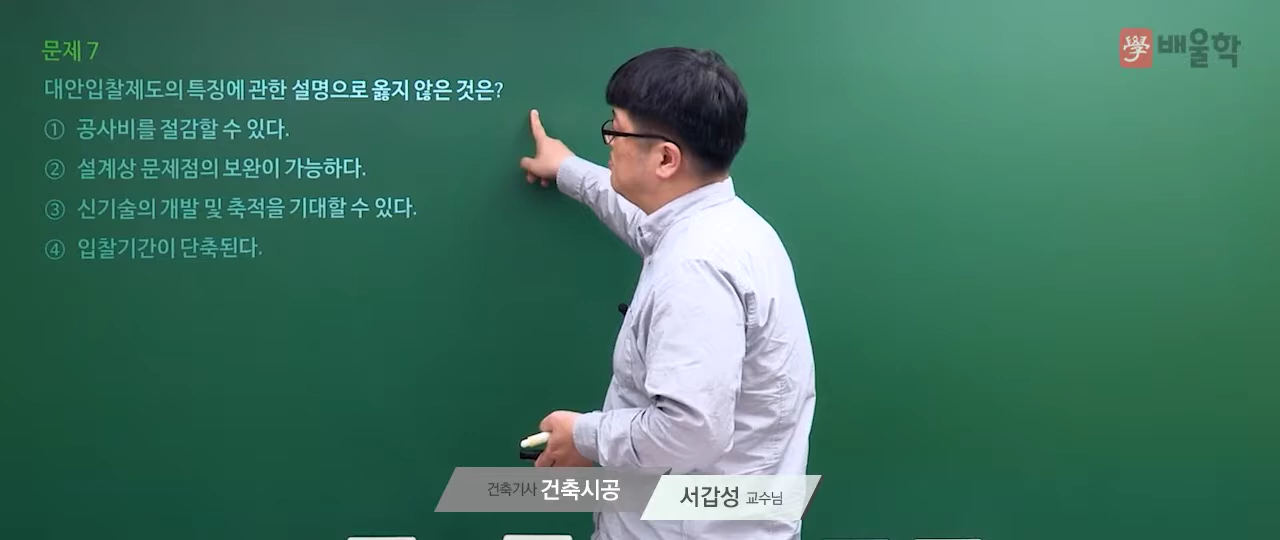 문제 7
대안입찰제도의 특징에 관한 설명으로 옳지 않은 것은?
① 공사비를 절감할 수 있다.
② 설계상 문제점의 보완이 가능하다.
③ 신기술의 개발 및 축적을 기대할 수 있다.
④ 입찰기간이 단축된다.
學 배울학
건축기사 건축시공
서갑성 교수님